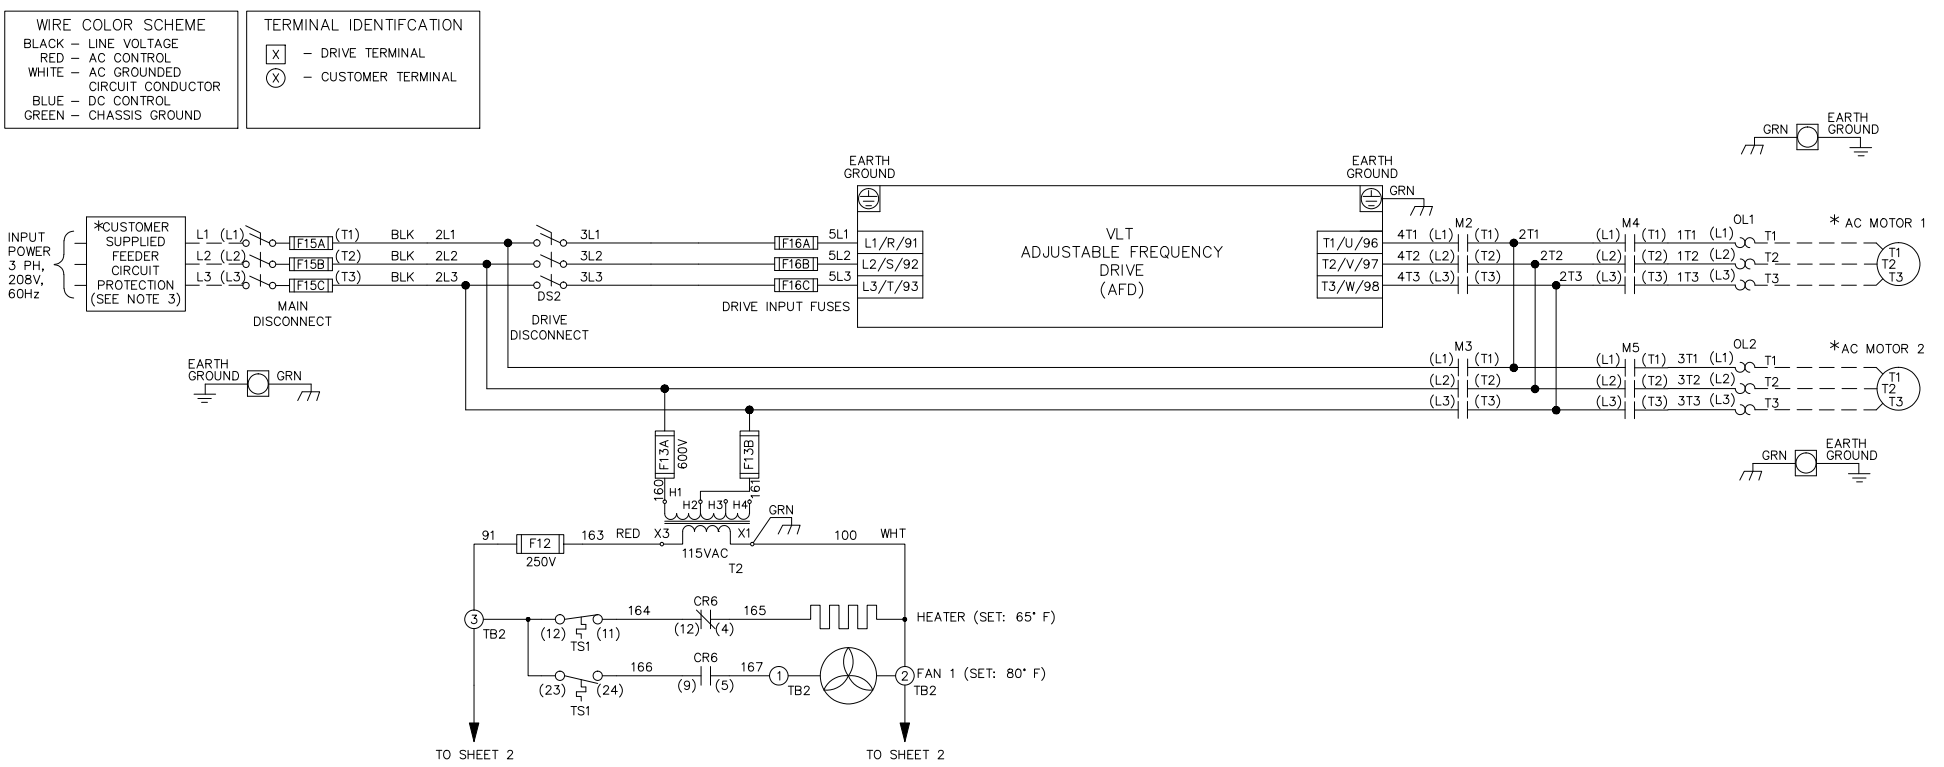 WIRE COLOR SCHEME
BLACK – LINE VOLTAGE
RED – AC CONTROL
WHITE – AC GROUNDED
CIRCUIT CONDUCTOR
BLUE – DC CONTROL
GREEN – CHASSIS GROUND
TERMINAL IDENTIFCATION
X – DRIVE TERMINAL
X – CUSTOMER TERMINAL
INPUT
POWER
3 PH,
208V,
60Hz
*CUSTOMER
SUPPLIED
FEEDER
CIRCUIT
PROTECTION
(SEE NOTE 3)
L1 (L1) F15A (T1) BLK 2L1
L2 (L2) F15B (T2) BLK 2L2
L3 (L3) F15C (T3) BLK 2L3
MAIN
DISCONNECT
3L1 F16A 5L1
3L2 F16B 5L2
3L3 F16C 5L3
DS2
DRIVE
DISCONNECT
DRIVE INPUT FUSES
EARTH
GROUND
L1/R/91
L2/S/92
L3/T/93
VLT
ADJUSTABLE FREQUENCY
DRIVE
(AFD)
EARTH
GROUND
GRN
T1/U/96
T2/V/97
T3/W/98
M2
4T1 (L1) (T1) 2T1
4T2 (L2) (T2) 2T2
4T3 (L3) (T3) 2T3
M4
(L1) (T1) 1T1 (L1) T1
(L2) (T2) 1T2 (L2) T2
(L3) (T3) 1T3 (L3) T3
OL1
* AC MOTOR 1
T1
T2
T3
GRN
EARTH
GROUND
EARTH
GROUND
GRN
M3
(L1) (T1)
(L2) (T2)
(L3) (T3)
M5
(L1) (T1) 3T1 (L1) T1
(L2) (T2) 3T2 (L2) T2
(L3) (T3) 3T3 (L3) T3
OL2
*AC MOTOR 2
T1
T2
T3
GRN
EARTH
GROUND
F13A
600V
F13B
160
161
H1
H2 H3 H4
GRN
91 F12 163 RED X3 X1 100 WHT
250V
115VAC
T2
3
TB2
(12) (11)
TS1
164
CR6
(12) (4)
165
HEATER (SET: 65° F)
(23) (24)
TS1
166
CR6
(9) (5)
167
1
TB2
2
TB2
FAN 1 (SET: 80° F)
TO SHEET 2
TO SHEET 2